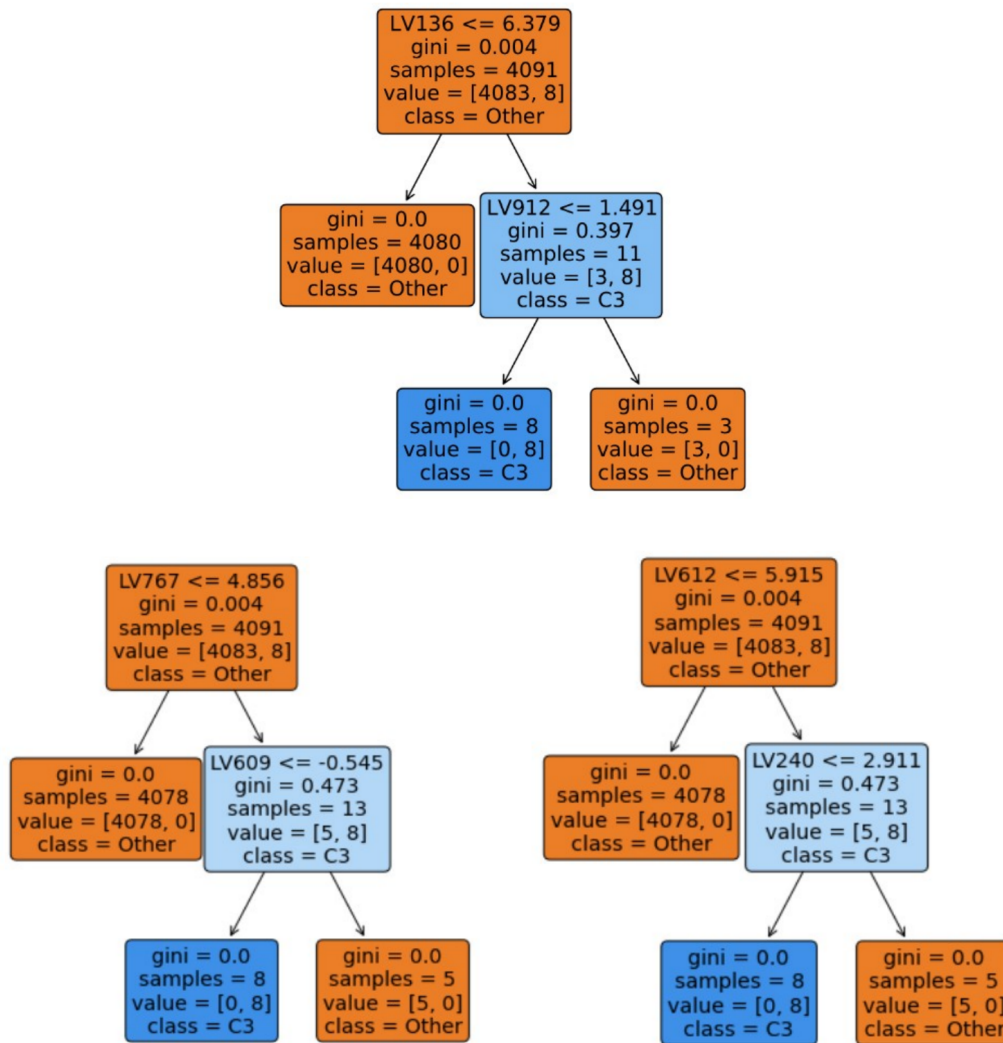 LV136 <= 6.379
gini = 0.004
samples = 4091
value = [4083, 8]
class = Other
gini = 0.0
samples = 4080
value = [4080, 0]
class = Other
LV912 <= 1.491
gini = 0.397
samples = 11
value = [3, 8]
class = C3
gini = 0.0
samples = 8
value = [0, 8]
class = C3
gini = 0.0
samples = 3
value = [3, 0]
class = Other
LV767 <= 4.856
gini = 0.004
samples = 4091
value = [4083, 8]
class = Other
gini = 0.0
samples = 4078
value = [4078, 0]
class = Other
LV609 <= -0.545
gini = 0.473
samples = 13
value = [5, 8]
class = C3
gini = 0.0
samples = 8
value = [0, 8]
class = C3
gini = 0.0
samples = 5
value = [5, 0]
class = Other
LV612 <= 5.915
gini = 0.004
samples = 4091
value = [4083, 8]
class = Other
gini = 0.0
samples = 4078
value = [4078, 0]
class = Other
LV240 <= 2.911
gini = 0.473
samples = 13
value = [5, 8]
class = C3
gini = 0.0
samples = 8
value = [0, 8]
class = C3
gini = 0.0
samples = 5
value = [5, 0]
class = Other